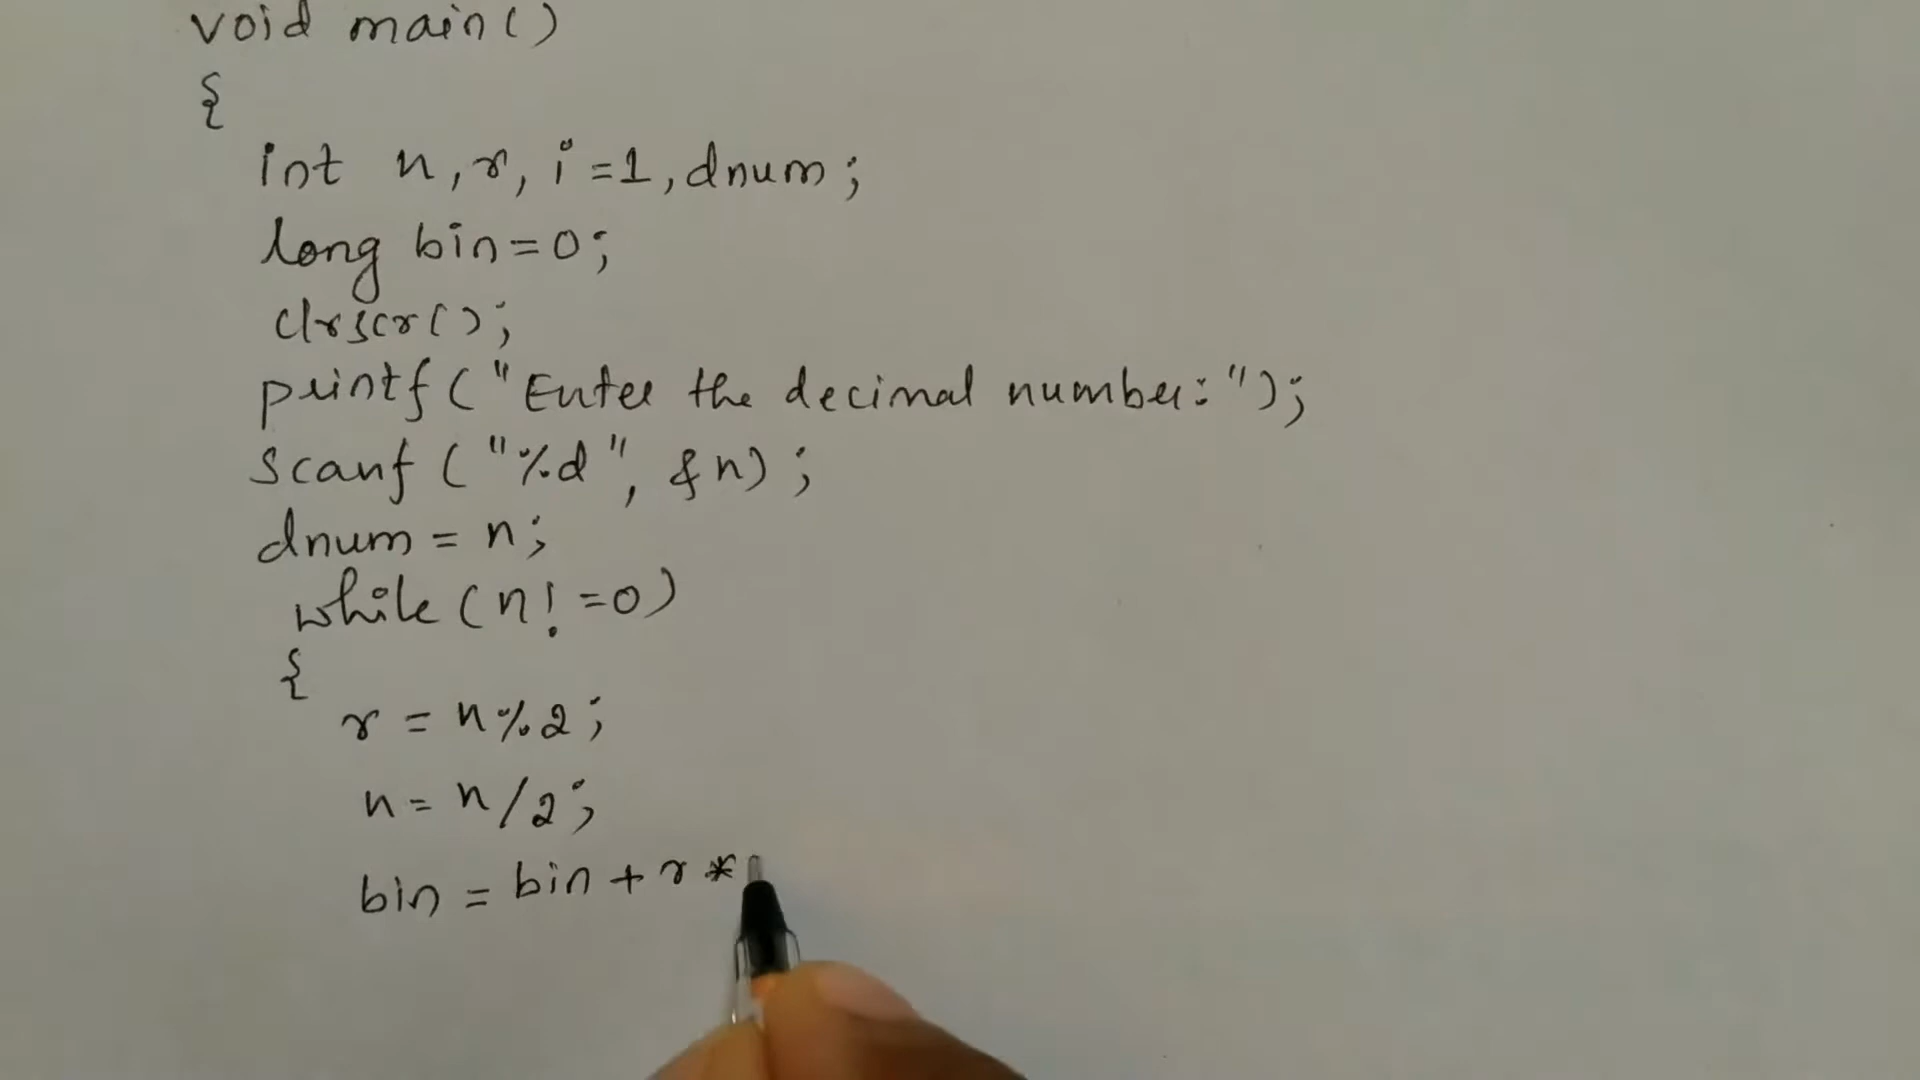 void main()
{
int n, r, i=1, dnum;
long bin=0;
clrscr();
printf("Enter the decimal number:");
scanf("%d", &n);
dnum = n;
while(n!=0)
{
r = n%2;
n = n/2;
bin = bin + r *